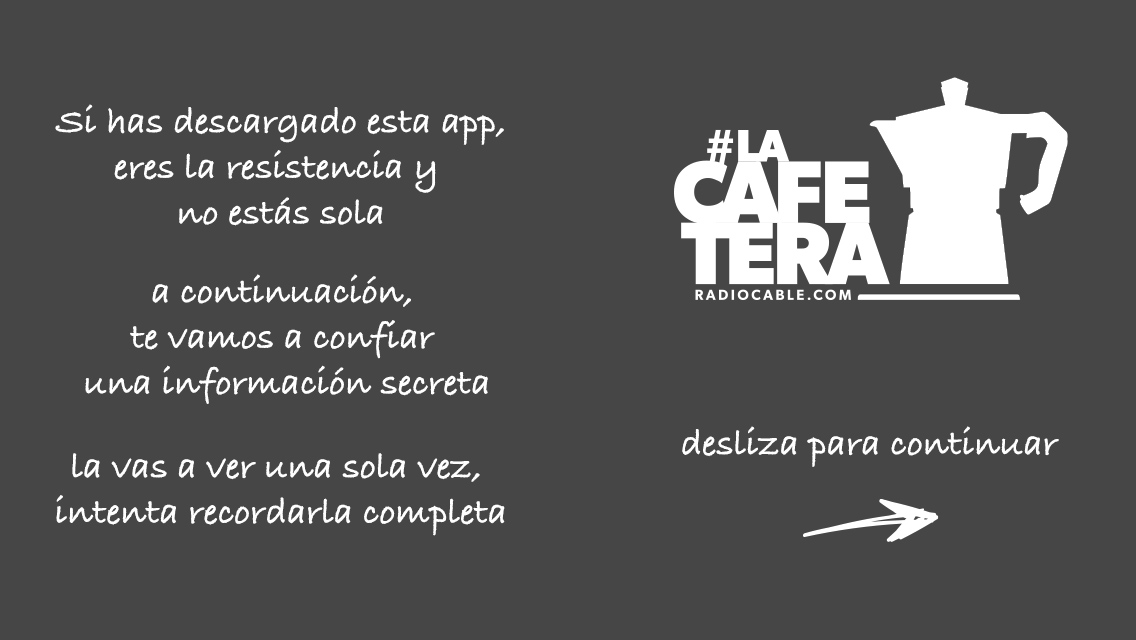 Si has descargado esta app,
eres la resistencia y
no estás sola
a continuación,
te vamos a confiar
una información secreta
la vas a ver una sola vez,
intenta recordarla completa
#LA
CAFE
TERA
RADIOCABLE.COM
desliza para continuar